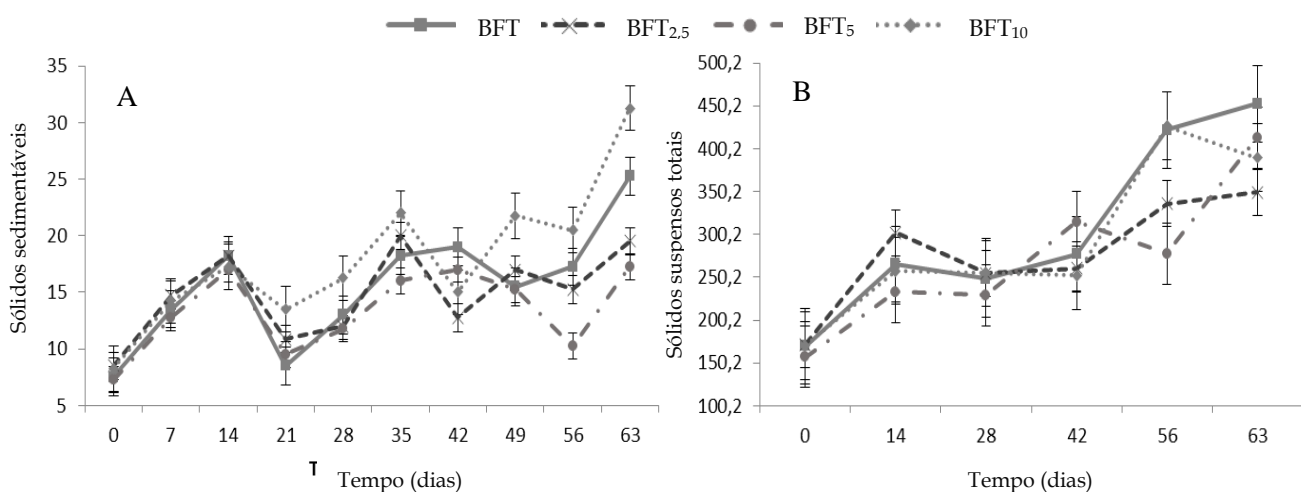 BFT BFT2,5 BFT5 BFT10
A
Sólidos sedimentáveis
35
30
25
20
15
10
5
0 7 14 21 28 35 42 49 56 63
T
Tempo (dias)
B
Sólidos suspensos totais
500,2
450,2
400,2
350,2
300,2
250,2
200,2
150,2
100,2
0 14 28 42 56 63
Tempo (dias)